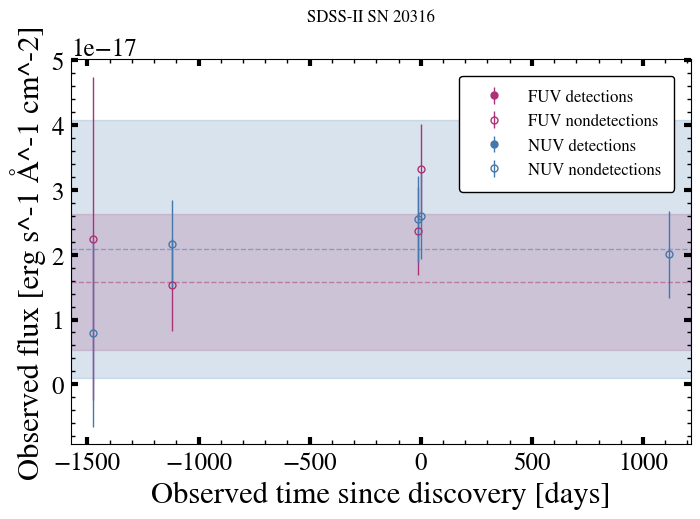 SDSS-II SN 20316
1e−17
Observed flux [erg s^-1 Å^-1 cm^-2]
5
4
3
2
1
0
FUV detections
FUV nondetections
NUV detections
NUV nondetections
−1500 −1000 −500 0 500 1000
Observed time since discovery [days]